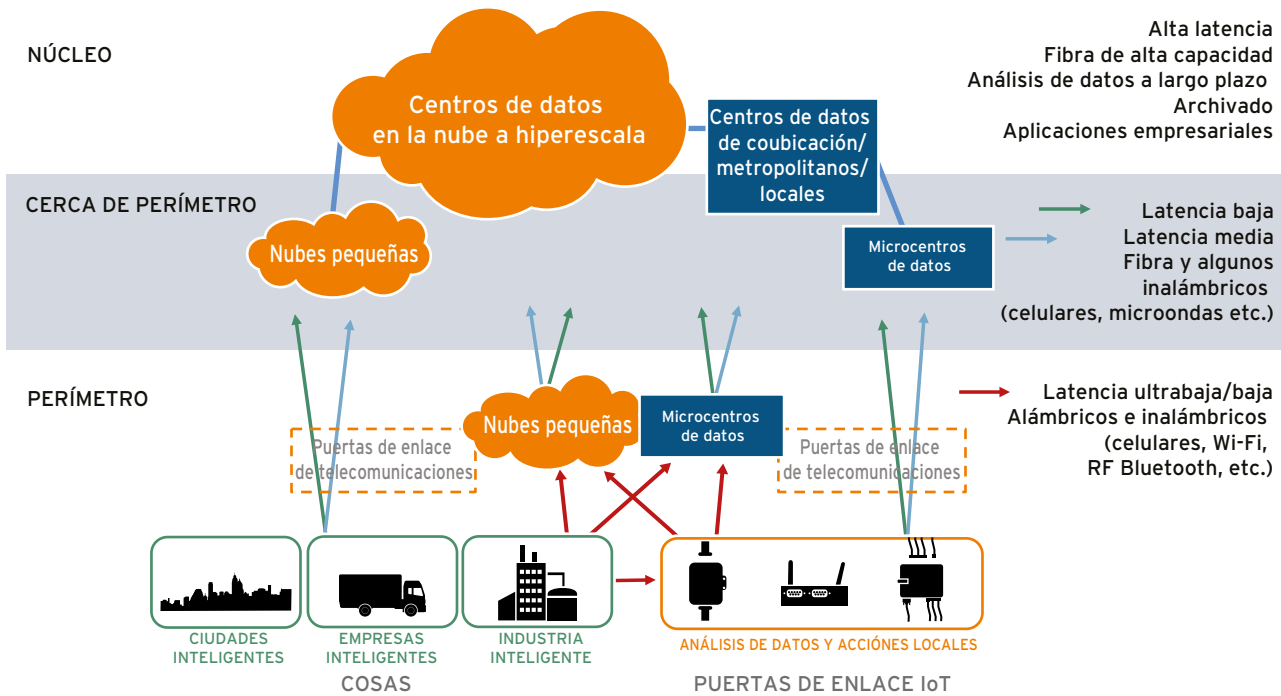 NÚCLEO
Centros de datos
en la nube a hiperescala
Centros de datos
de coubicación/
metropolitanos/
locales
Alta latencia
Fibra de alta capacidad
Análisis de datos a largo plazo
Archivado
Aplicaciones empresariales
CERCA DE PERÍMETRO
Nubes pequeñas
Microcentros
de datos
Latencia baja
Latencia media
Fibra y algunos
inalámbricos
(celulares, microondas etc.)
PERÍMETRO
Nubes pequeñas
Microcentros
de datos
Puertas de enlace
de telecomunicaciones
Puertas de enlace
de telecomunicaciones
Latencia ultrabaja/baja
Alámbricos e inalámbricos
(celulares, Wi-Fi,
RF Bluetooth, etc.)
CIUDADES
INTELIGENTES
EMPRESAS
INTELIGENTES
INDUSTRIA
INTELIGENTE
ANÁLISIS DE DATOS Y ACCIÓNES LOCALES
COSAS
PUERTAS DE ENLACE IoT